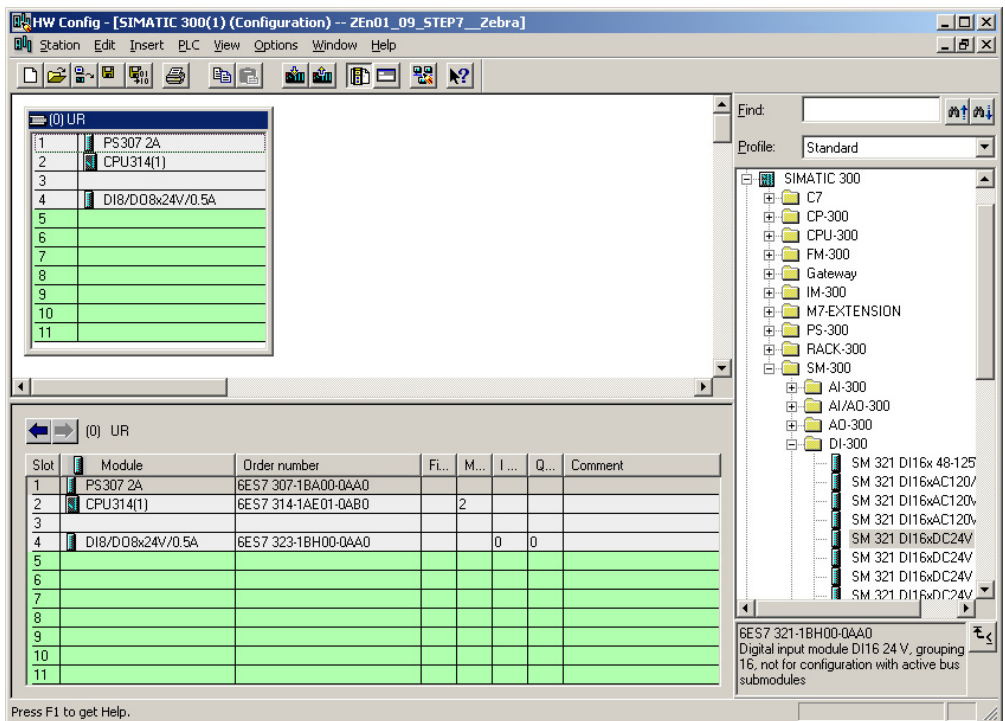 HW Config - [SIMATIC 300(1) (Configuration) -- ZEn01_09_STEP7__Zebra]
Station Edit Insert PLC View Options Window Help
(0) UR
1 PS307 2A
2 CPU314(1)
3
4 DI8/DO8x24V/0.5A
5
6
7
8
9
10
11
Find:
Profile: Standard
SIMATIC 300
C7
CP-300
CPU-300
FM-300
Gateway
IM-300
M7-EXTENSION
PS-300
RACK-300
SM-300
AI-300
AI/AO-300
AO-300
DI-300
SM 321 DI16x 48-125
SM 321 DI16xAC120/
SM 321 DI16xAC120V
SM 321 DI16xAC120V
SM 321 DI16xDC24V
SM 321 DI16xDC24V
SM 321 DI16xDC24V
SM 321 DI16xDC24V
(0) UR
Slot Module Order number Fi... M... I ... Q... Comment
1 PS307 2A 6ES7 307-1BA00-0AA0
2 CPU314(1) 6ES7 314-1AE01-0AB0 2
3
4 DI8/DO8x24V/0.5A 6ES7 323-1BH00-0AA0 0 0
5
6
7
8
9
10
11
6ES7 321-1BH00-0AA0
Digital input module DI16 24 V, grouping
16, not for configuration with active bus
submodules
Press F1 to get Help.